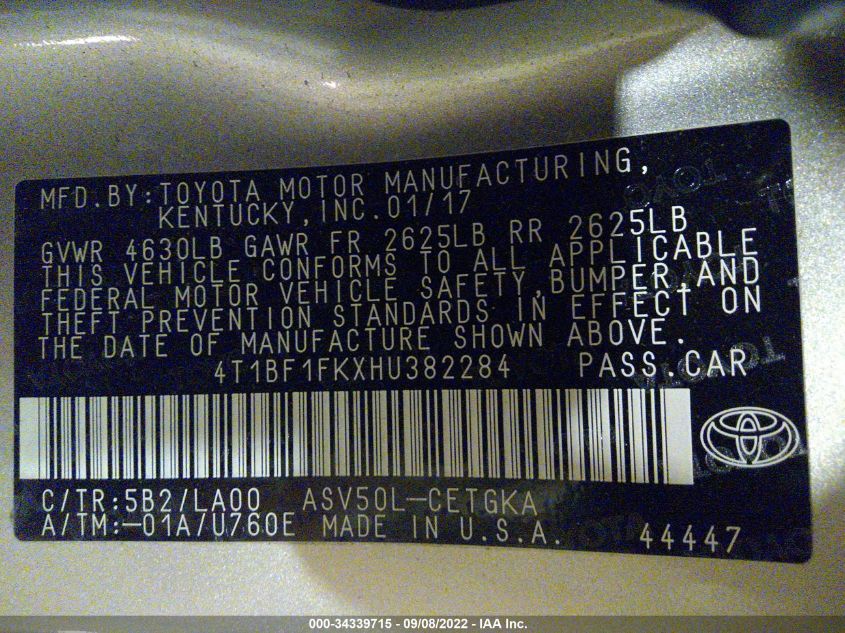 MFD.BY:TOYOTA MOTOR MANUFACTURING,
KENTUCKY,INC.01/17
GVWR 4630LB GAWR FR 2625LB RR 2625LB
THIS VEHICLE CONFORMS TO ALL APPLICABLE
FEDERAL MOTOR VEHICLE SAFETY,BUMPER,AND
THEFT PREVENTION STANDARDS IN EFFECT ON
THE DATE OF MANUFACTURE SHOWN ABOVE.
4T1BF1FKXHU382284 PASS.CAR
C/TR:5B2/LA00 ASV50L-CETGKA
A/TM:-01A/U760E MADE IN U.S.A. 44447
000-34339715 - 09/08/2022 - IAA Inc.